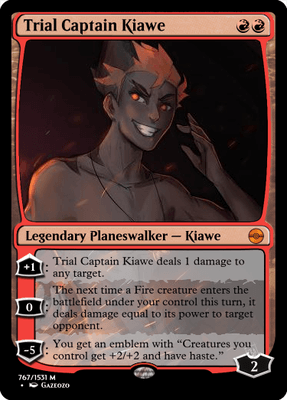 Trial Captain Kiawe
Legendary Planeswalker — Kiawe
+1: Trial Captain Kiawe deals 1 damage to
any target.
0: The next time a Fire creature enters the
battlefield under your control this turn, it
deals damage equal to its power to target
opponent.
-5: You get an emblem with “Creatures you
control get +2/+2 and have haste.”
2
767/1531 M
• Gazeozo